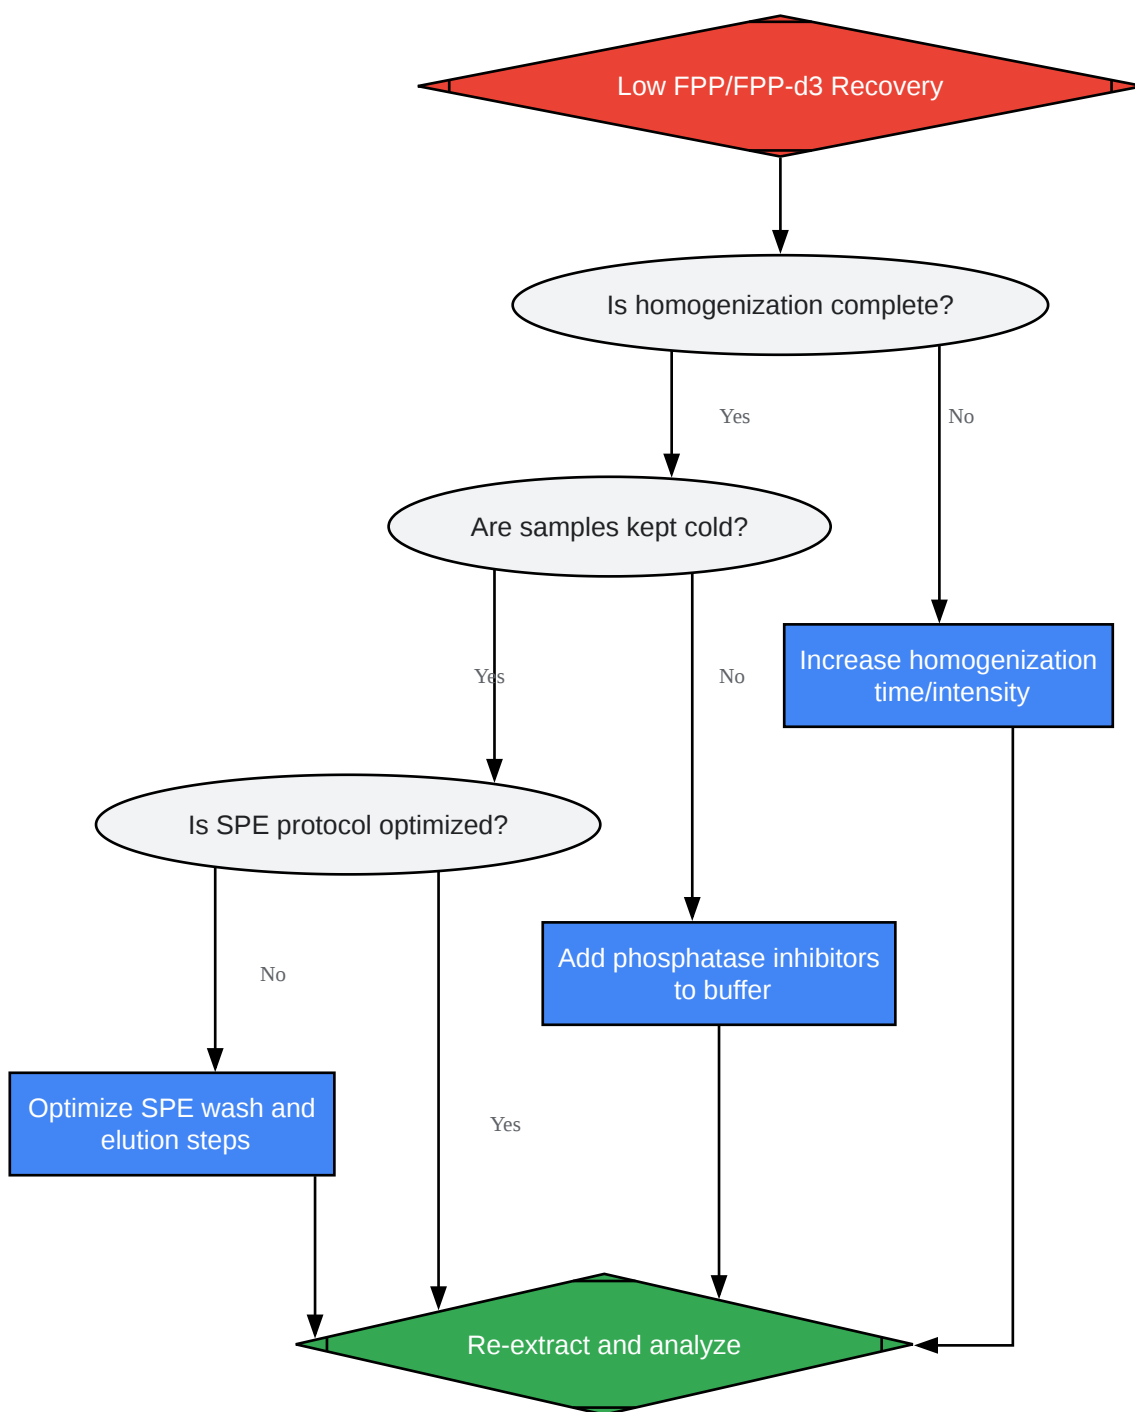 Low FPP/FPP-d3 Recovery
Is homogenization complete?
Yes
No
Are samples kept cold?
Increase homogenization
time/intensity
Yes
No
Is SPE protocol optimized?
Add phosphatase inhibitors
to buffer
No
Optimize SPE wash and
elution steps
Yes
Re-extract and analyze